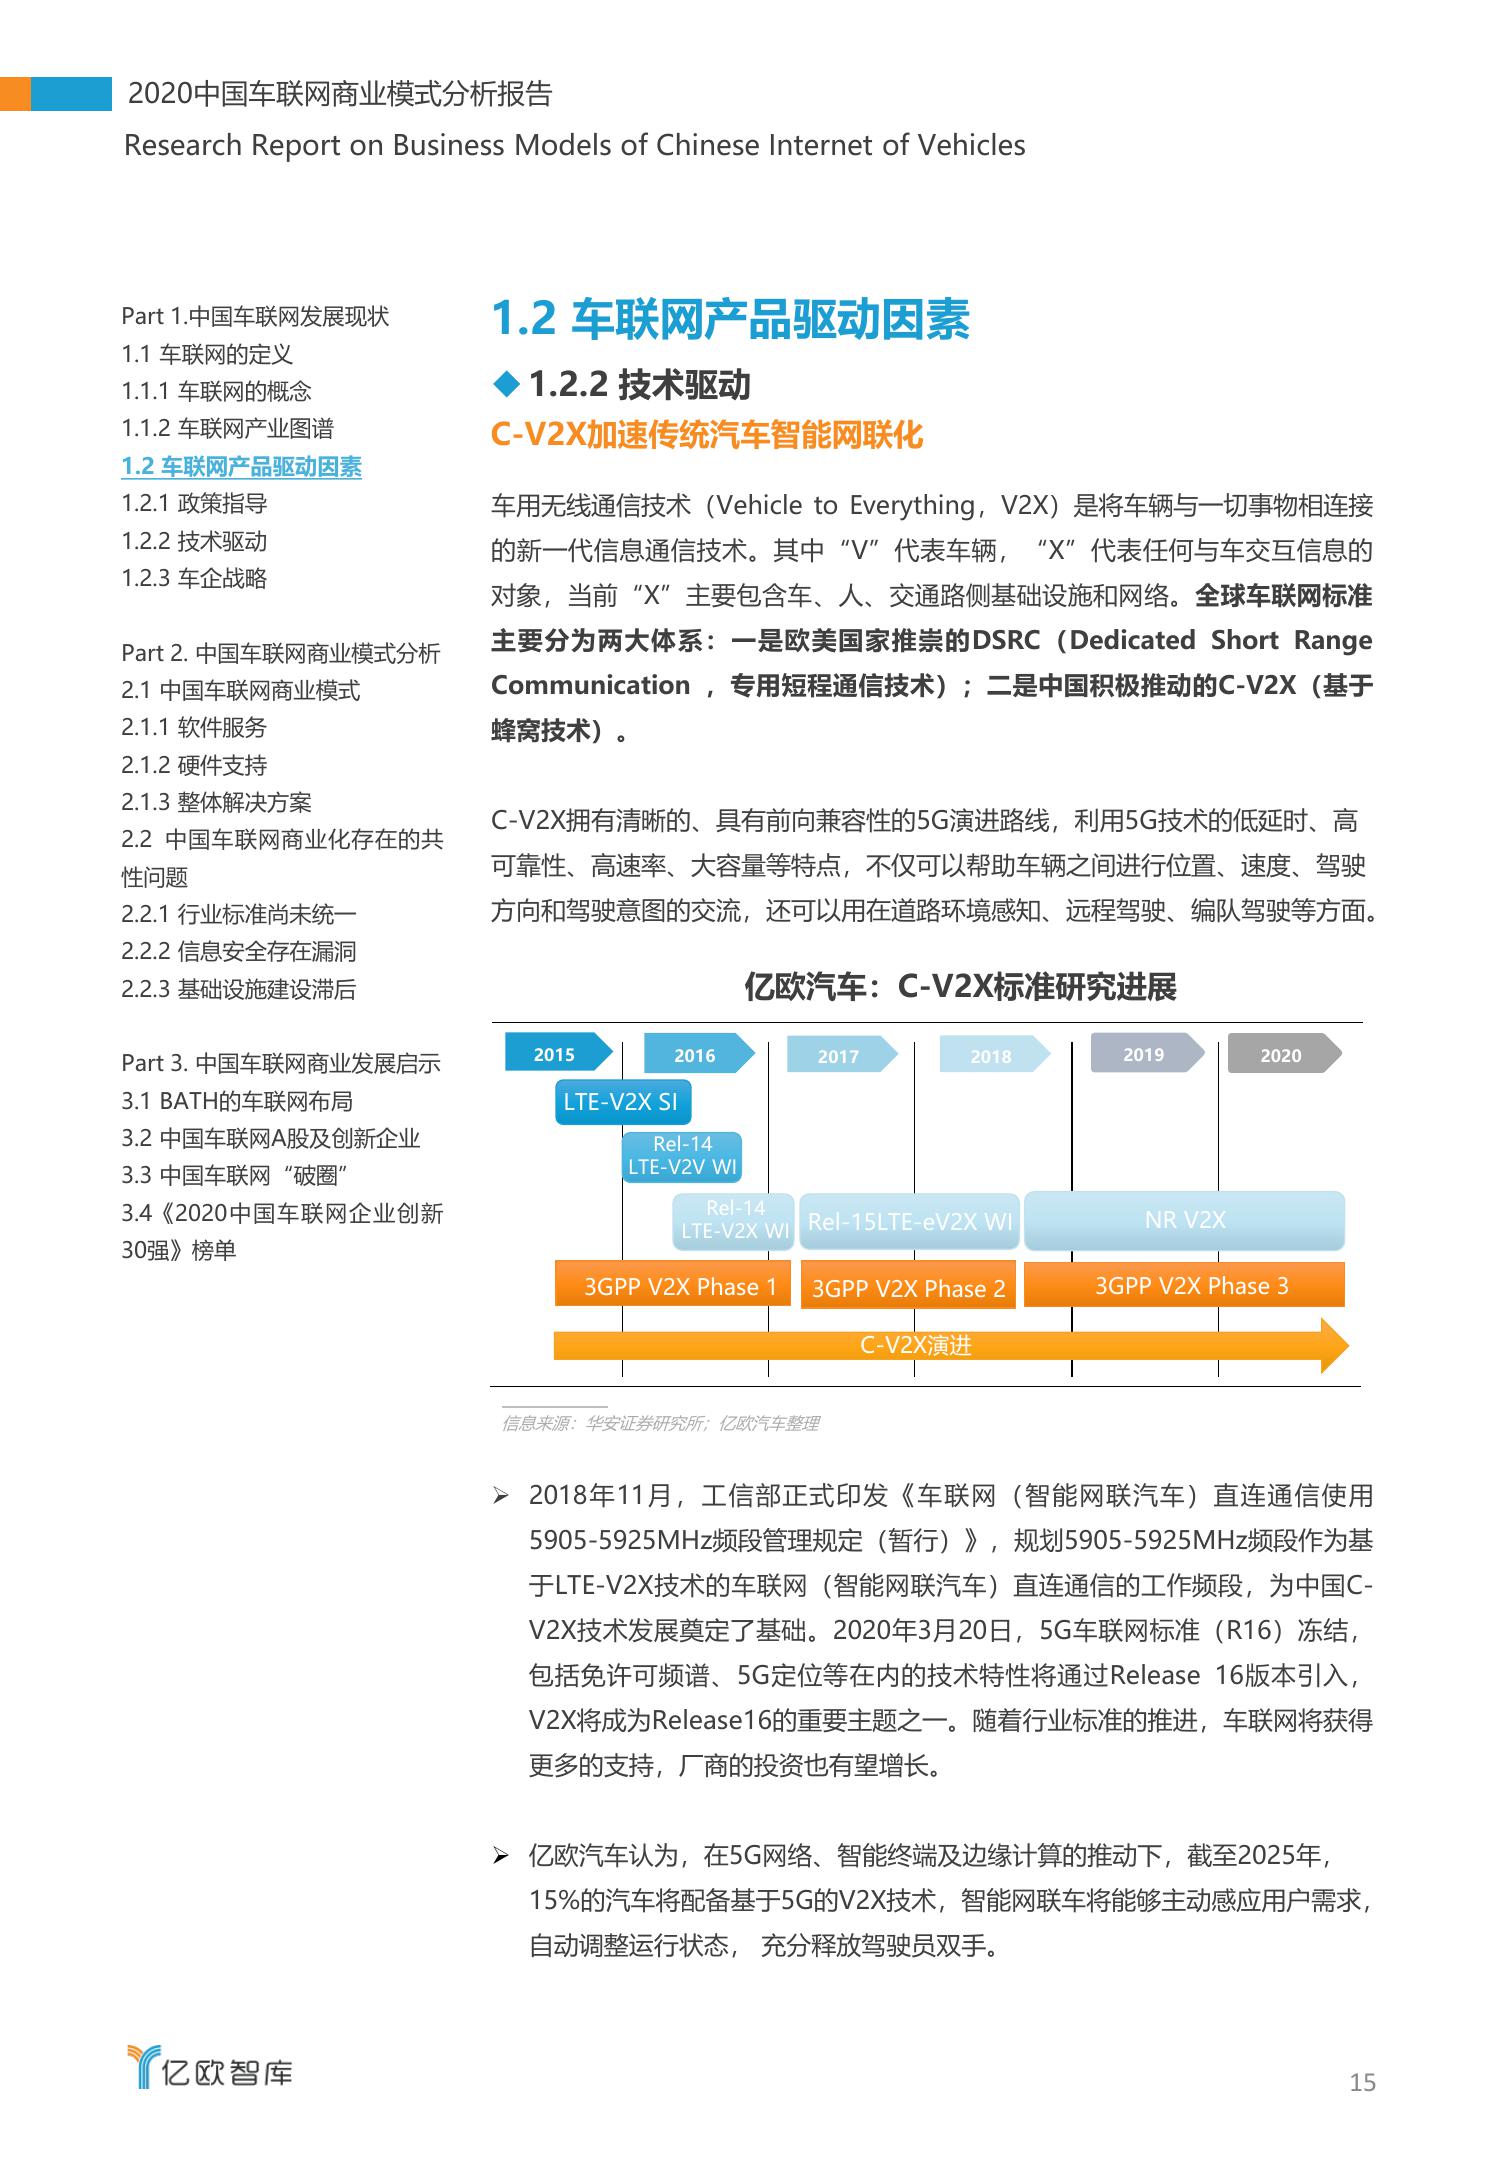 2020中国车联网商业模式分析报告
Research Report on Business Models of Chinese Internet of Vehicles
Part 1.中国车联网发展现状
1.1 车联网的定义
1.1.1 车联网的概念
1.1.2 车联网产业图谱
1.2 车联网产品驱动因素
1.2.1 政策指导
1.2.2 技术驱动
1.2.3 车企战略
Part 2. 中国车联网商业模式分析
2.1 中国车联网商业模式
2.1.1 软件服务
2.1.2 硬件支持
2.1.3 整体解决方案
2.2 中国车联网商业化存在的共
性问题
2.2.1 行业标准尚未统一
2.2.2 信息安全存在漏洞
2.2.3 基础设施建设滞后
Part 3. 中国车联网商业发展启示
3.1 BATH的车联网布局
3.2 中国车联网A股及创新企业
3.3 中国车联网“破圈”
3.4《2020中国车联网企业创新
30强》榜单
1.2 车联网产品驱动因素
◆ 1.2.2 技术驱动
C-V2X加速传统汽车智能网联化
车用无线通信技术（Vehicle to Everything，V2X）是将车辆与一切事物相连接
的新一代信息通信技术。其中“V”代表车辆，“X”代表任何与车交互信息的
对象，当前“X”主要包含车、人、交通路侧基础设施和网络。全球车联网标准
主要分为两大体系：一是欧美国家推崇的DSRC（Dedicated Short Range
Communication ，专用短程通信技术）；二是中国积极推动的C-V2X（基于
蜂窝技术）。
C-V2X拥有清晰的、具有前向兼容性的5G演进路线，利用5G技术的低延时、高
可靠性、高速率、大容量等特点，不仅可以帮助车辆之间进行位置、速度、驾驶
方向和驾驶意图的交流，还可以用在道路环境感知、远程驾驶、编队驾驶等方面。
亿欧汽车：C-V2X标准研究进展
2015 2016 2017 2018 2019 2020
LTE-V2X SI
Rel-14
LTE-V2V WI
Rel-14
LTE-V2X WI
Rel-15LTE-eV2X WI
NR V2X
3GPP V2X Phase 1
3GPP V2X Phase 2
3GPP V2X Phase 3
C-V2X演进
信息来源：华安证券研究所；亿欧汽车整理
➢ 2018年11月，工信部正式印发《车联网（智能网联汽车）直连通信使用
5905-5925MHz频段管理规定（暂行）》，规划5905-5925MHz频段作为基
于LTE-V2X技术的车联网（智能网联汽车）直连通信的工作频段，为中国C-
V2X技术发展奠定了基础。2020年3月20日，5G车联网标准（R16）冻结，
包括免许可频谱、5G定位等在内的技术特性将通过Release 16版本引入，
V2X将成为Release16的重要主题之一。随着行业标准的推进，车联网将获得
更多的支持，厂商的投资也有望增长。
➢ 亿欧汽车认为，在5G网络、智能终端及边缘计算的推动下，截至2025年，
15%的汽车将配备基于5G的V2X技术，智能网联车将能够主动感应用户需求，
自动调整运行状态， 充分释放驾驶员双手。
亿欧智库
15